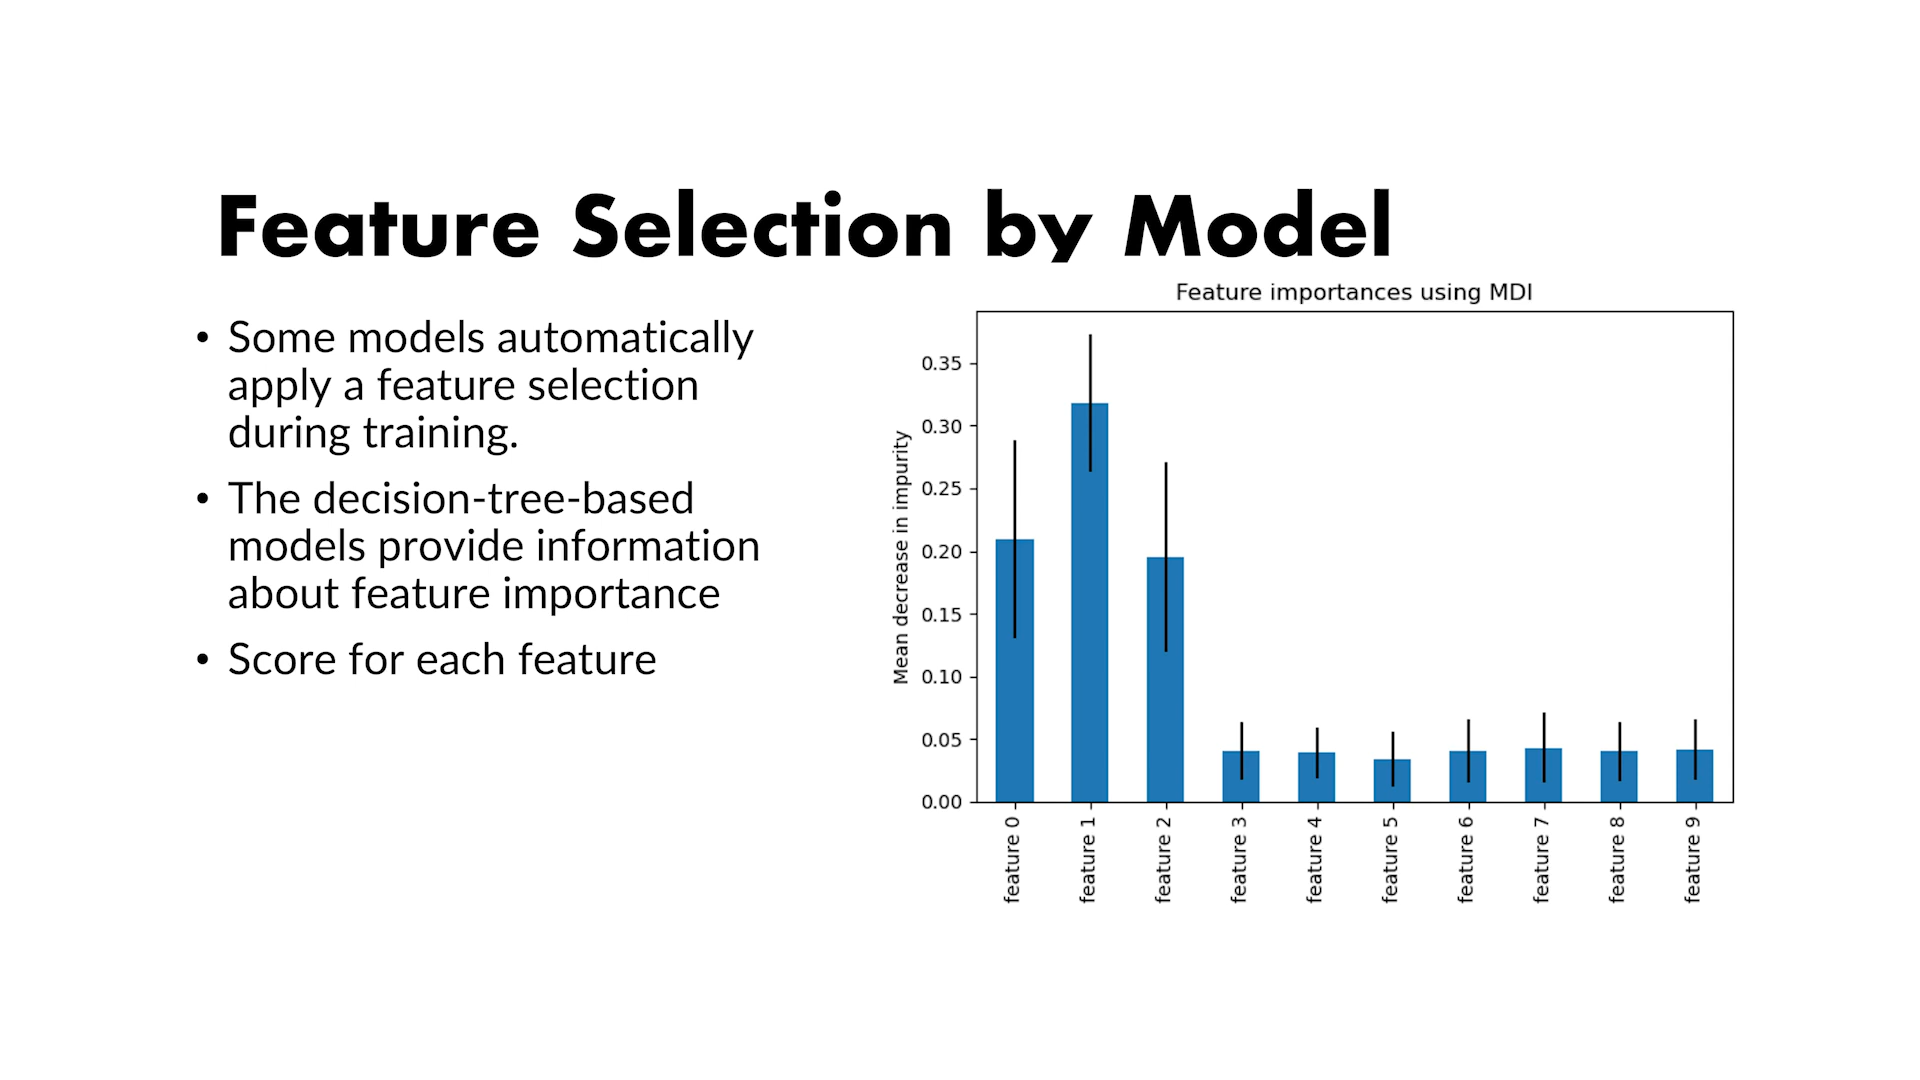 Feature Selection by Model
• Some models automatically
apply a feature selection
during training.
• The decision-tree-based
models provide information
about feature importance
• Score for each feature
Feature importances using MDI
Mean decrease in impurity
0.35
0.30
0.25
0.20
0.15
0.10
0.05
0.00
feature 0
feature 1
feature 2
feature 3
feature 4
feature 5
feature 6
feature 7
feature 8
feature 9